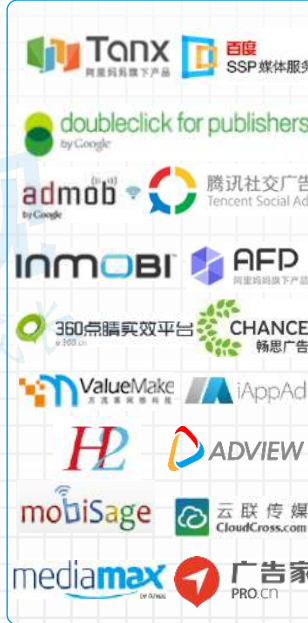 Tanx
阿里妈妈旗下产品
百度
SSP媒体服务
doubleclick for publishers
by Google
admob
by Google
腾讯社交广告
Tencent Social Ad
INMOBI
AFP
阿里妈妈旗下产品
360点睛实效平台
e.360.cn
CHANCE
畅思广告
ValueMake
iAppAd
H2
ADVIEW
mobiSage
云联传媒
CloudCross.com
mediamax
广告家
PRO.CN